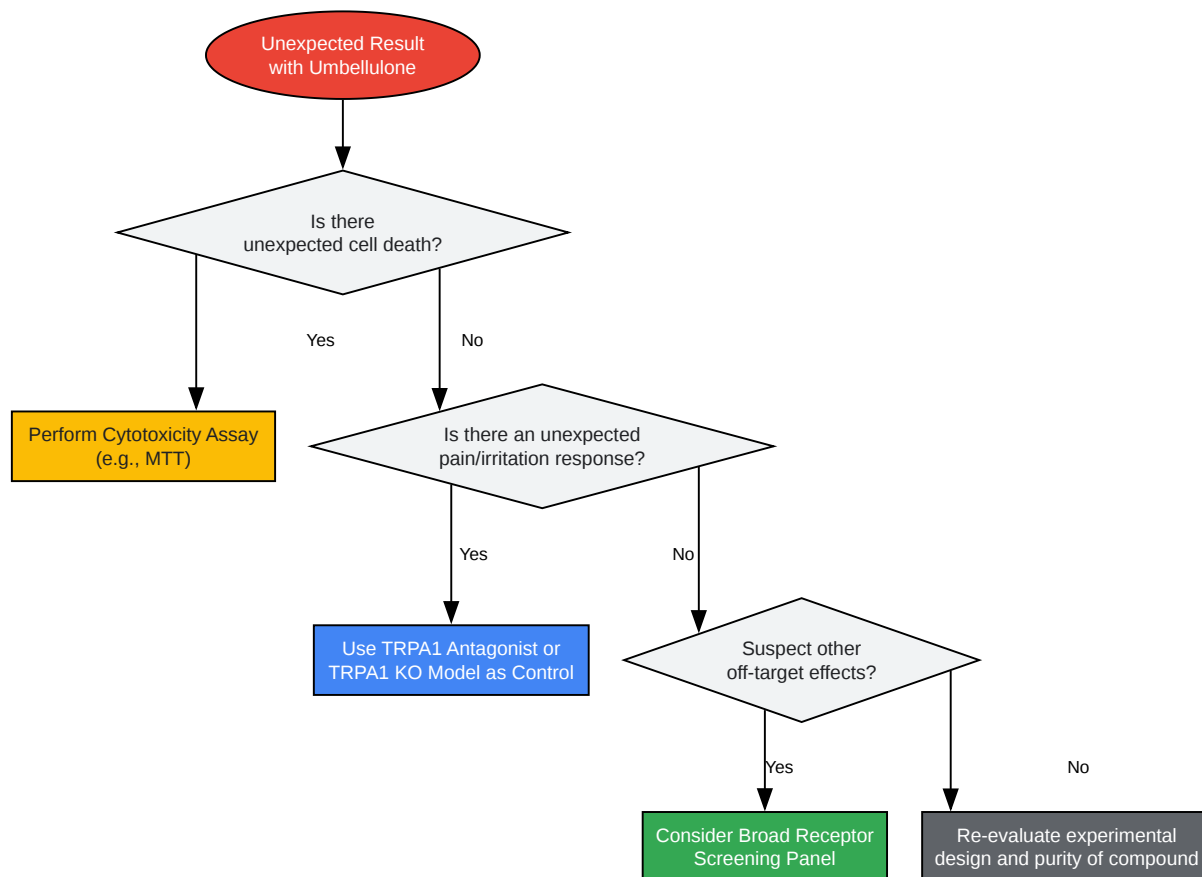 Unexpected Result
with Umbellulone
Is there
unexpected cell death?
Yes
No
Perform Cytotoxicity Assay
(e.g., MTT)
Is there an unexpected
pain/irritation response?
Yes
No
Use TRPA1 Antagonist or
TRPA1 KO Model as Control
Suspect other
off-target effects?
Yes
No
Consider Broad Receptor
Screening Panel
Re-evaluate experimental
design and purity of compound